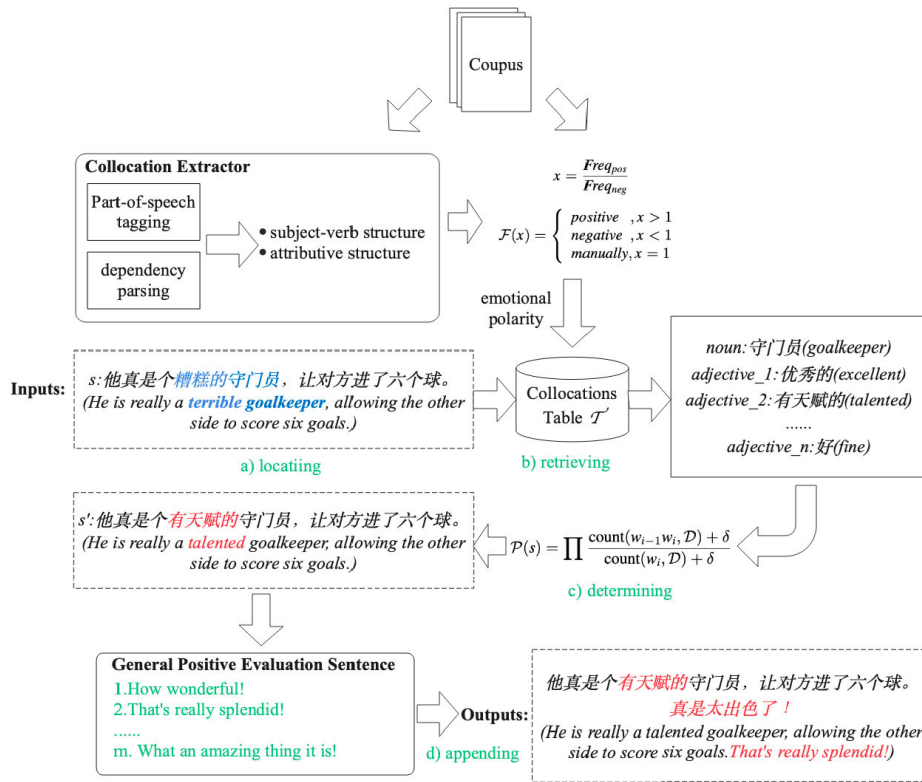 Coupus
Collocation Extractor
Part-of-speech
tagging
dependency
parsing
• subject-verb structure
• attributive structure
x = Freq_pos / Freq_neg
F(x) = { positive , x > 1
negative , x < 1
manually, x = 1
emotional
polarity
Inputs:
s:他真是个糟糕的守门员，让对方进了六个球。
(He is really a terrible goalkeeper, allowing the other
side to score six goals.)
a) locatiing
Collocations
Table T
b) retrieving
noun:守门员(goalkeeper)
adjective_1:优秀的(excellent)
adjective_2:有天赋的(talented)
......
adjective_n:好(fine)
s':他真是个有天赋的守门员，让对方进了六个球。
(He is really a talented goalkeeper, allowing the other
side to score six goals.)
P(s) = ∏ count(w_{i−1}w_i, D) + δ / count(w_i, D) + δ
c) determining
General Positive Evaluation Sentence
1.How wonderful!
2.That's really splendid!
......
m. What an amazing thing it is!
d) appending
Outputs:
他真是个有天赋的守门员，让对方进了六个球。
真是太出色了！
(He is really a talented goalkeeper, allowing the other
side to score six goals.That's really splendid!)